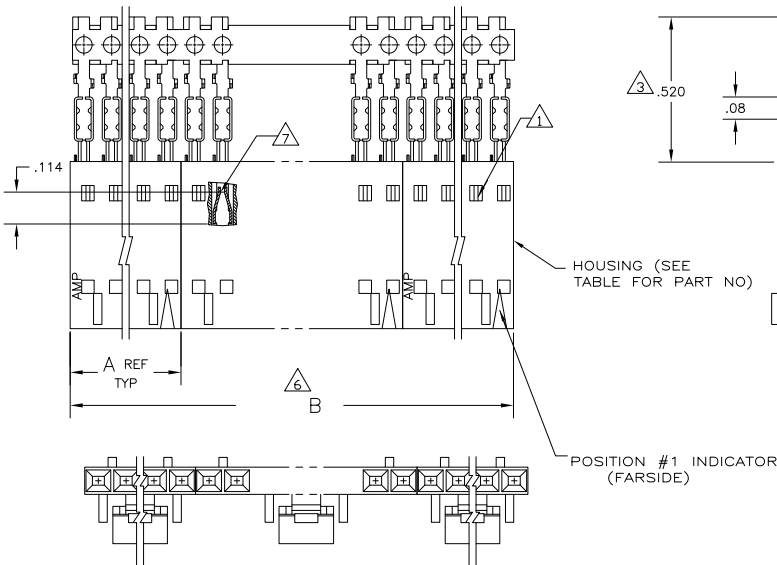 3 .520
.08
7
1
.114
AMP
AMP
HOUSING (SEE
TABLE FOR PART NO)
A REF
TYP
6
B
POSITION #1 INDICATOR
(FARSIDE)